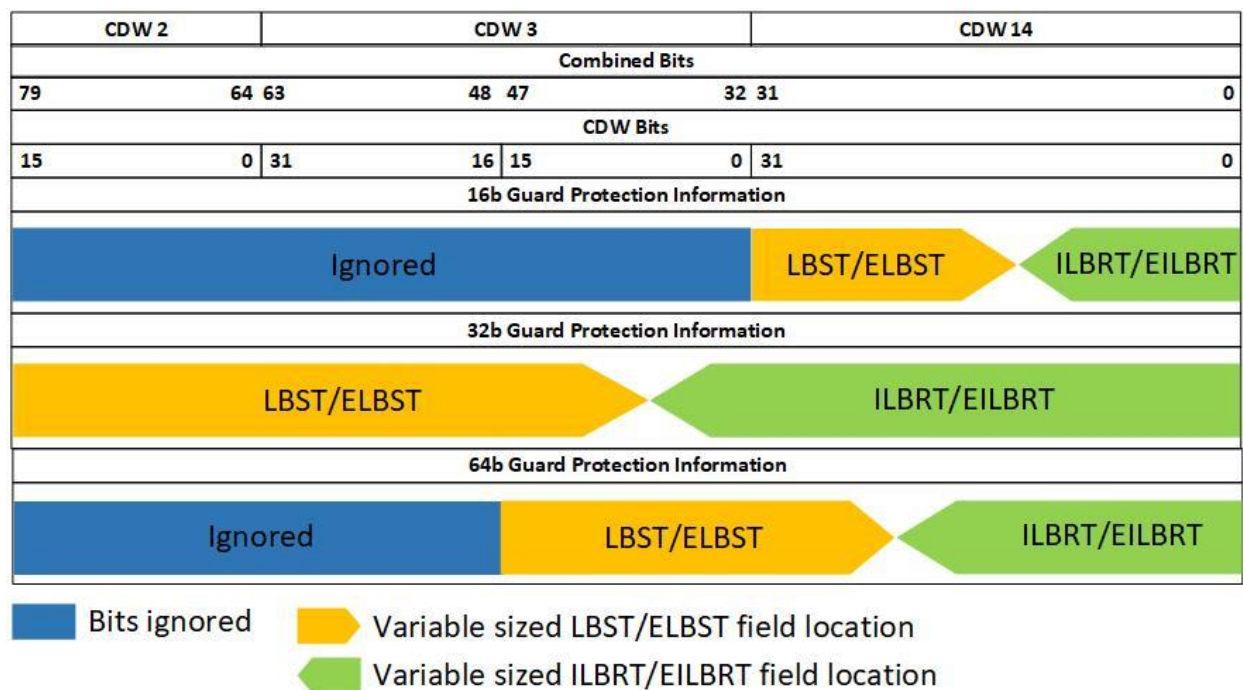 CDW 2 CDW 3 CDW 14
Combined Bits
79 64 63 48 47 32 31 0
CDW Bits
15 0 31 16 15 0 31 0
16b Guard Protection Information
Ignored LBST/ELBST ILBRT/EILBRT
32b Guard Protection Information
LBST/ELBST ILBRT/EILBRT
64b Guard Protection Information
Ignored LBST/ELBST ILBRT/EILBRT
Bits ignored Variable sized LBST/ELBST field location
Variable sized ILBRT/EILBRT field location